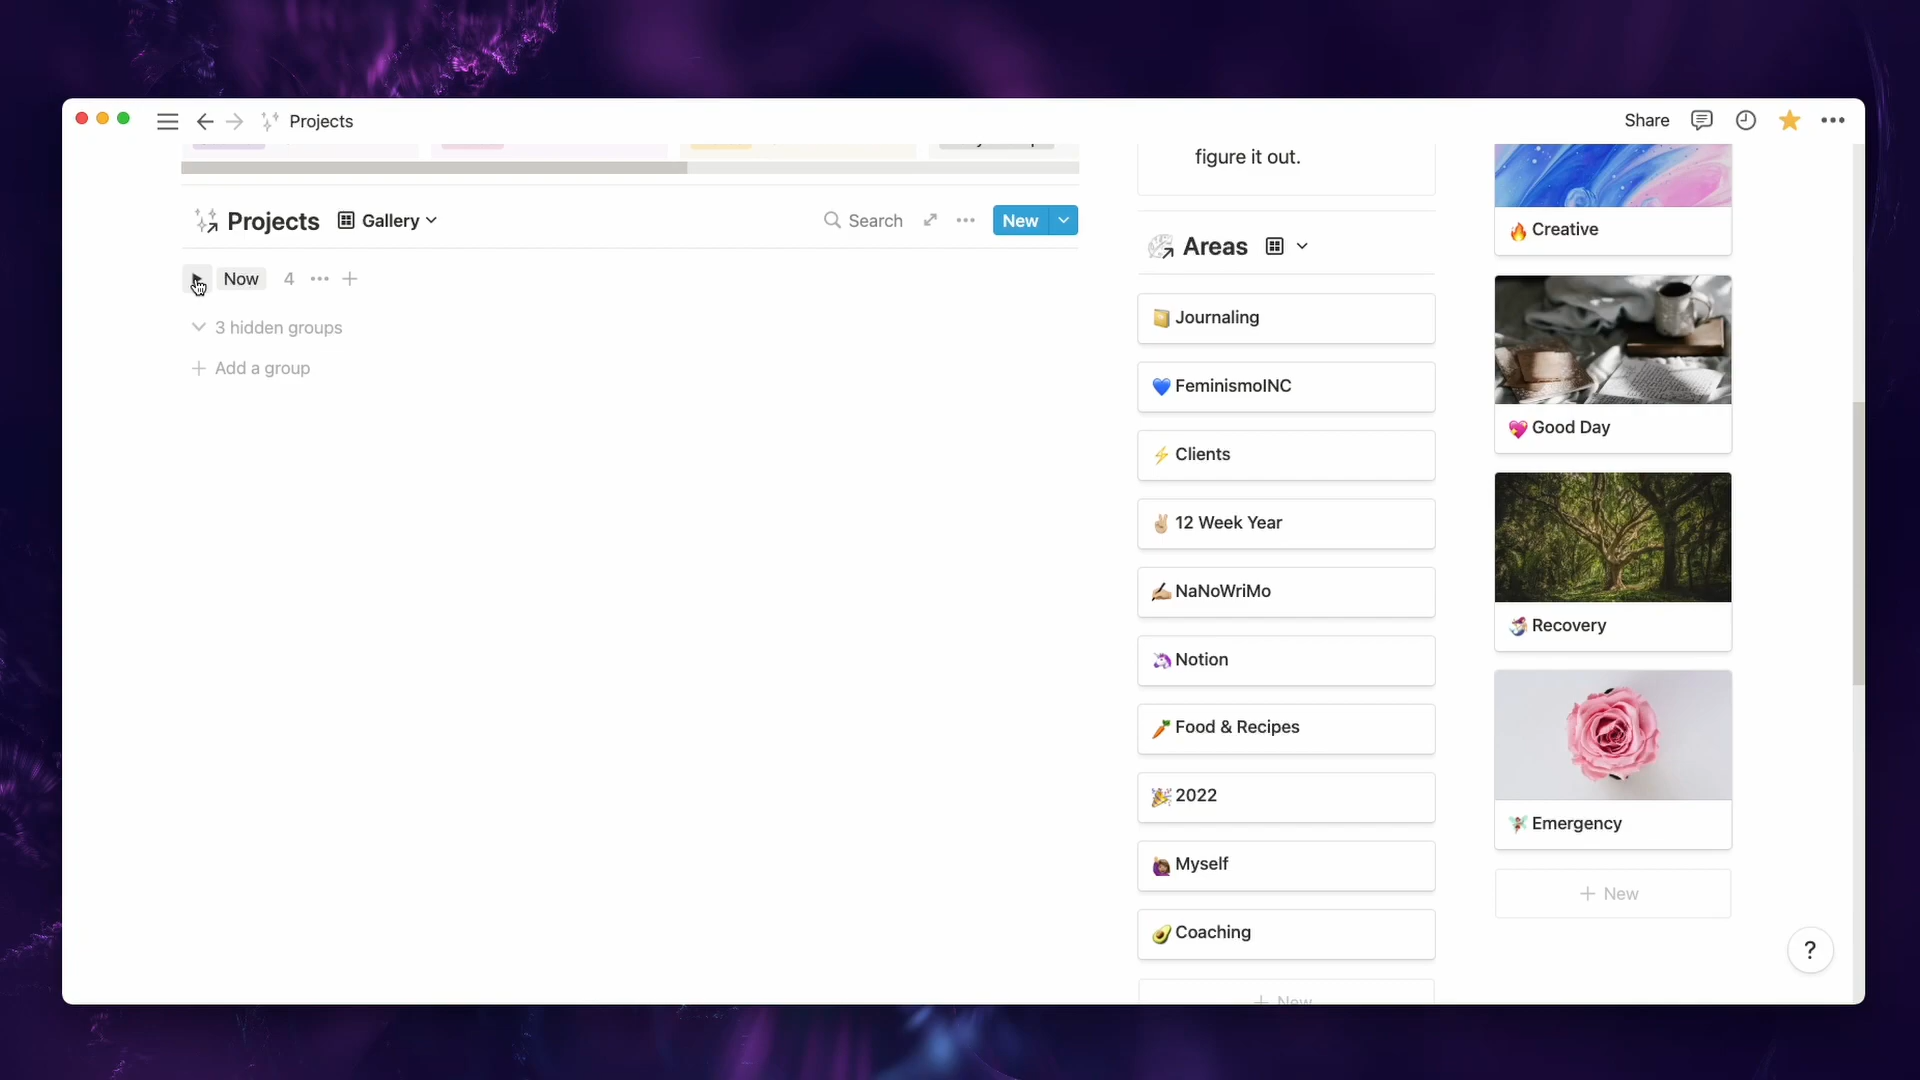 Projects
Share
figure it out.
Projects
Gallery
Search
New
Now 4
3 hidden groups
Add a group
Areas
Journaling
FeminismoINC
Clients
12 Week Year
NaNoWriMo
Notion
Food & Recipes
2022
Myself
Coaching
New
Creative
Good Day
Recovery
Emergency
New
?